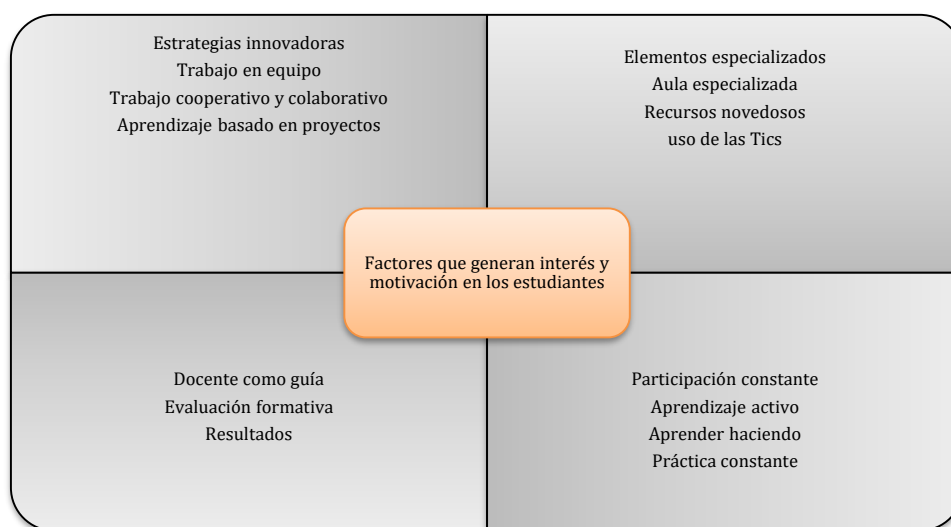 Estrategias innovadoras
Trabajo en equipo
Trabajo cooperativo y colaborativo
Aprendizaje basado en proyectos
Elementos especializados
Aula especializada
Recursos novedosos
uso de las Tics
Factores que generan interés y
motivación en los estudiantes
Docente como guía
Evaluación formativa
Resultados
Participación constante
Aprendizaje activo
Aprender haciendo
Práctica constante